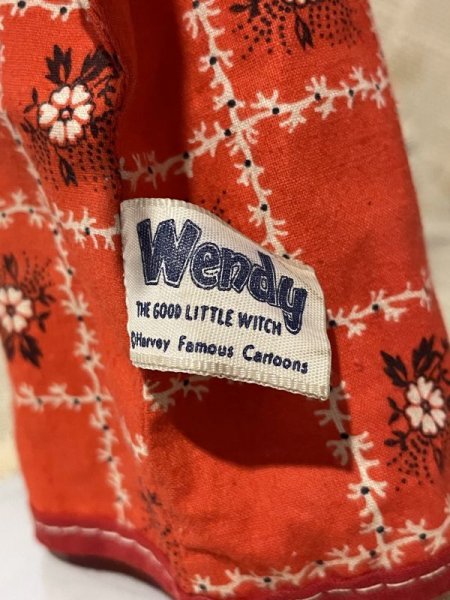 Wendy
THE GOOD LITTLE WITCH
©Harvey Famous Cartoons